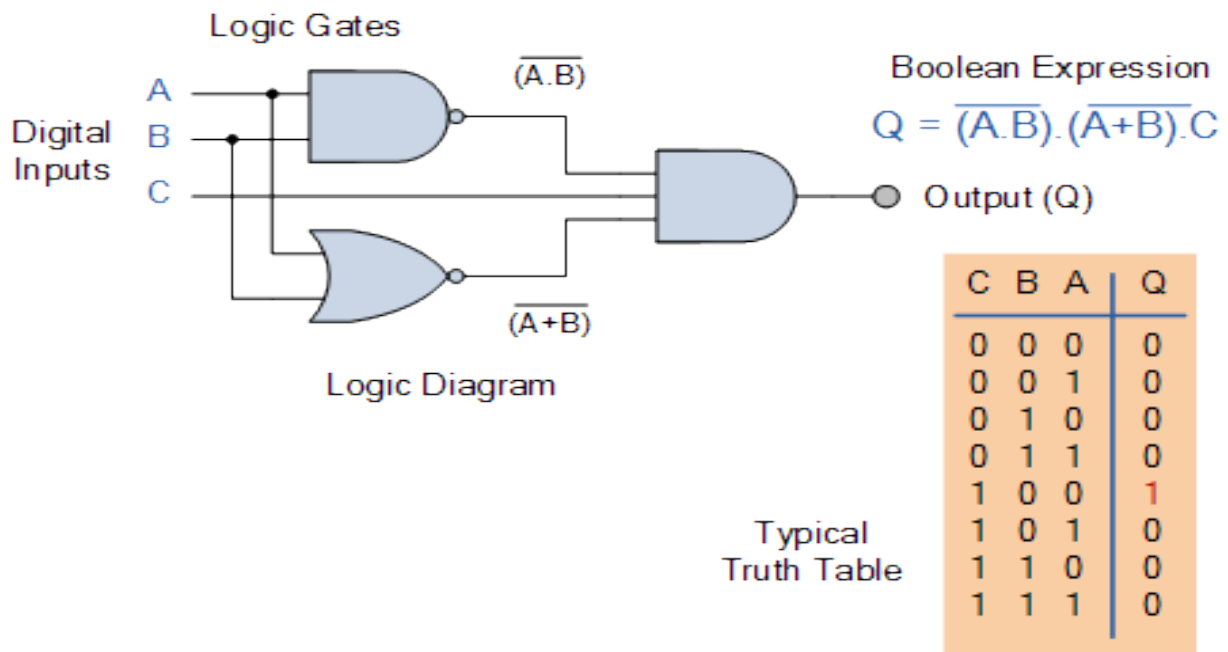 Logic Gates
A
B
C
Digital
Inputs
(A̅.̅B̅)
(A̅+̅B̅)
Logic Diagram
Boolean Expression
Q = (A̅.̅B̅).(A̅+̅B̅).C
Output (Q)
Typical
Truth Table
C B A Q
0 0 0 0
0 0 1 0
0 1 0 0
0 1 1 0
1 0 0 1
1 0 1 0
1 1 0 0
1 1 1 0